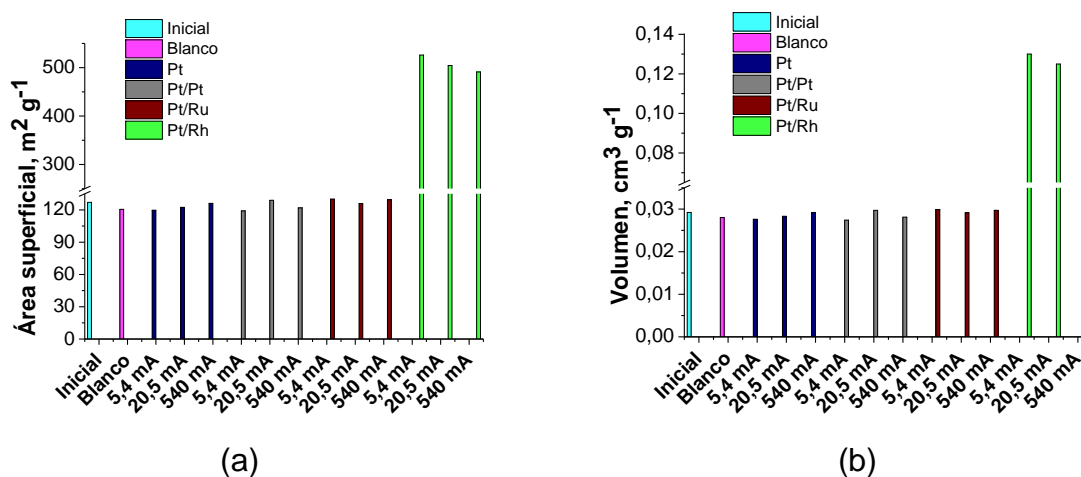 Inicial
Blanco
Pt
Pt/Pt
Pt/Ru
Pt/Rh
Área superficial, m² g⁻¹
500
400
300
120
90
60
30
0
Inicial
Blanco
5,4 mA
20,5 mA
540 mA
5,4 mA
20,5 mA
540 mA
5,4 mA
20,5 mA
540 mA
5,4 mA
20,5 mA
540 mA
(a)
Inicial
Blanco
Pt
Pt/Pt
Pt/Ru
Pt/Rh
Volumen, cm³ g⁻¹
0,14
0,12
0,10
0,08
0,03
0,02
0,01
0,00
Inicial
Blanco
5,4 mA
20,5 mA
540 mA
5,4 mA
20,5 mA
540 mA
5,4 mA
20,5 mA
540 mA
5,4 mA
20,5 mA
540 mA
(b)